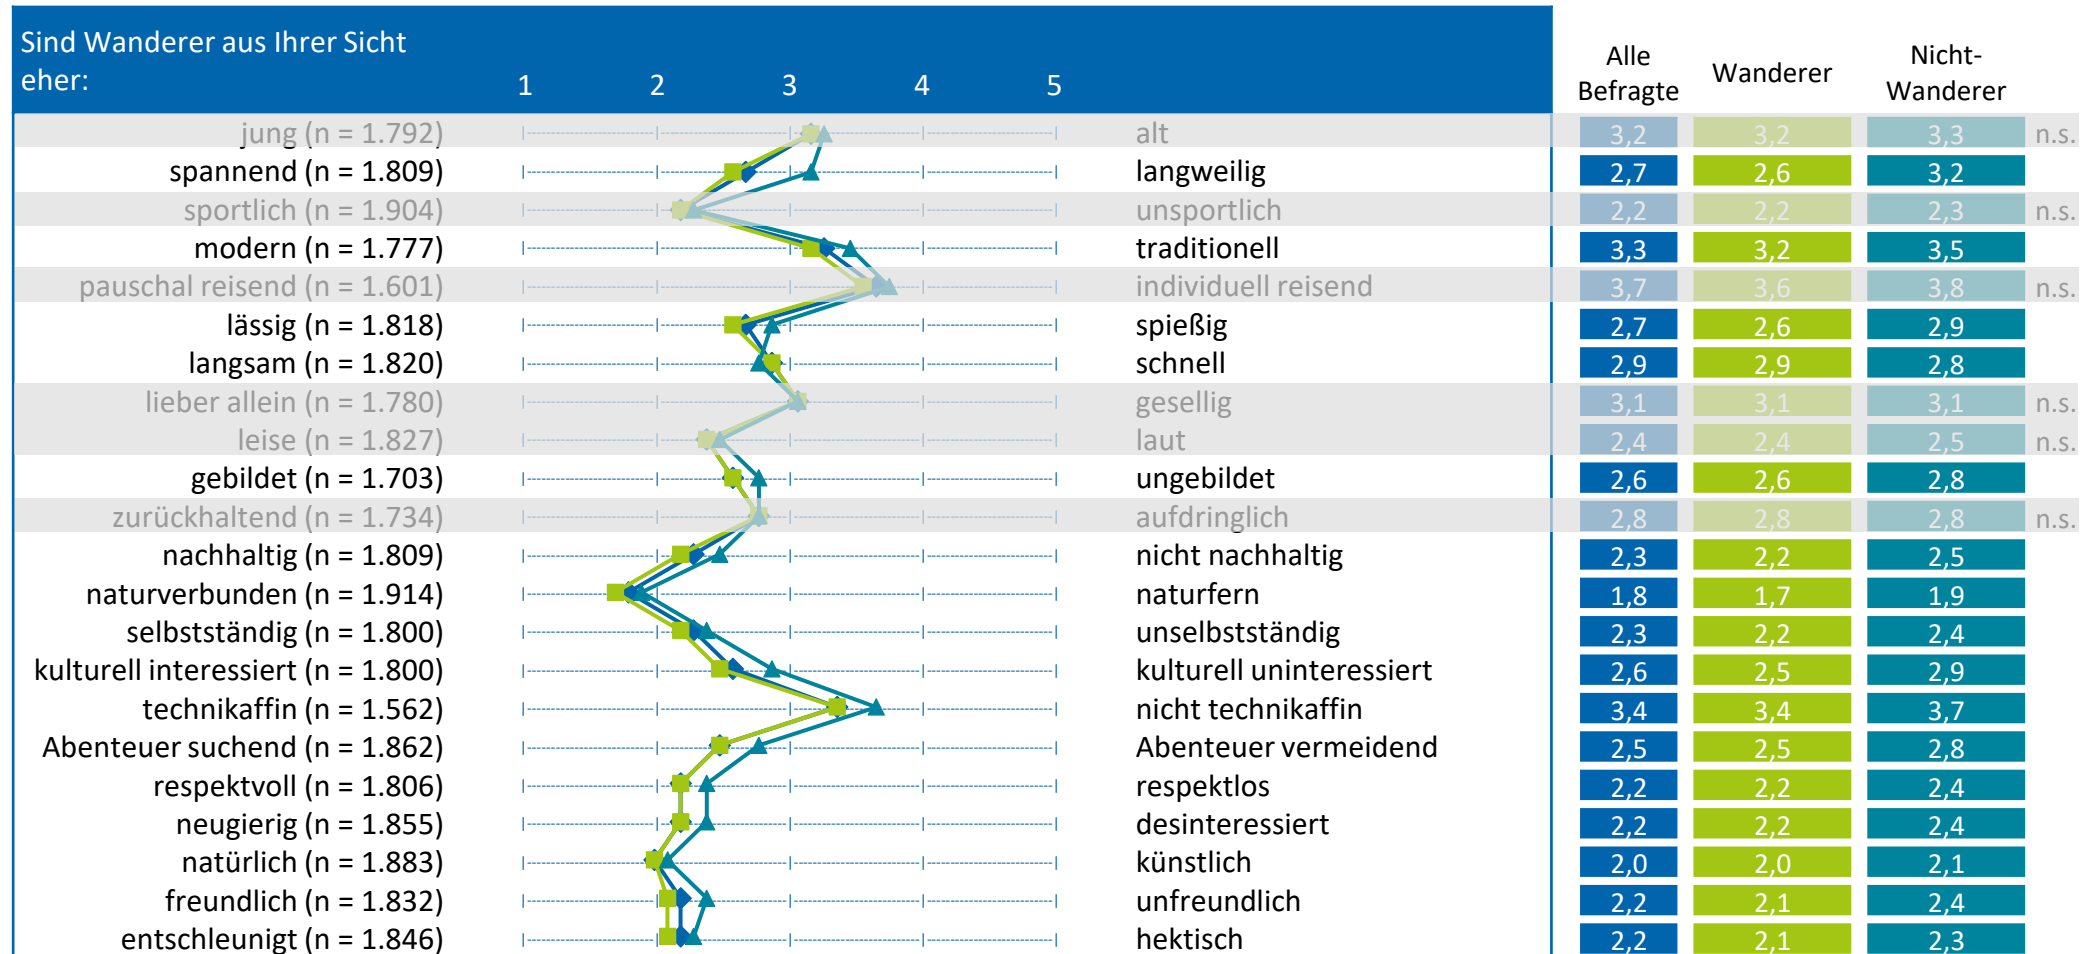 Sind Wanderer aus Ihrer Sicht
eher:
1 2 3 4 5
Alle
Befragte
Wanderer
Nicht-
Wanderer
jung (n = 1.792) alt 3,2 3,2 3,3 n.s.
spannend (n = 1.809) langweilig 2,7 2,6 3,2
sportlich (n = 1.904) unsportlich 2,2 2,2 2,3 n.s.
modern (n = 1.777) traditionell 3,3 3,2 3,5
pauschal reisend (n = 1.601) individuell reisend 3,7 3,6 3,8 n.s.
lässig (n = 1.818) spießig 2,7 2,6 2,9
langsam (n = 1.820) schnell 2,9 2,9 2,8
lieber allein (n = 1.780) gesellig 3,1 3,1 3,1 n.s.
leise (n = 1.827) laut 2,4 2,4 2,5 n.s.
gebildet (n = 1.703) ungebildet 2,6 2,6 2,8
zurückhaltend (n = 1.734) aufdringlich 2,8 2,8 2,8 n.s.
nachhaltig (n = 1.809) nicht nachhaltig 2,3 2,2 2,5
naturverbunden (n = 1.914) naturfern 1,8 1,7 1,9
selbstständig (n = 1.800) unselbstständig 2,3 2,2 2,4
kulturell interessiert (n = 1.800) kulturell uninteressiert 2,6 2,5 2,9
technikaffin (n = 1.562) nicht technikaffin 3,4 3,4 3,7
Abenteuer suchend (n = 1.862) Abenteuer vermeidend 2,5 2,5 2,8
respektvoll (n = 1.806) respektlos 2,2 2,2 2,4
neugierig (n = 1.855) desinteressiert 2,2 2,2 2,4
natürlich (n = 1.883) künstlich 2,0 2,0 2,1
freundlich (n = 1.832) unfreundlich 2,2 2,1 2,4
entschleunigt (n = 1.846) hektisch 2,2 2,1 2,3